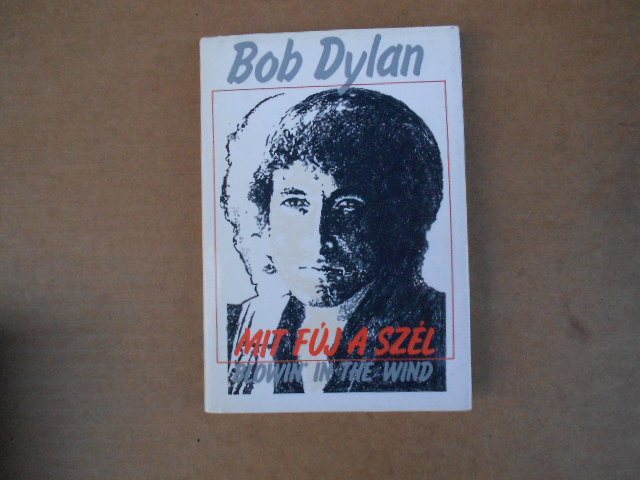 Bob Dylan
MIT FÚJ A SZÉL
BLOWIN' IN THE WIND